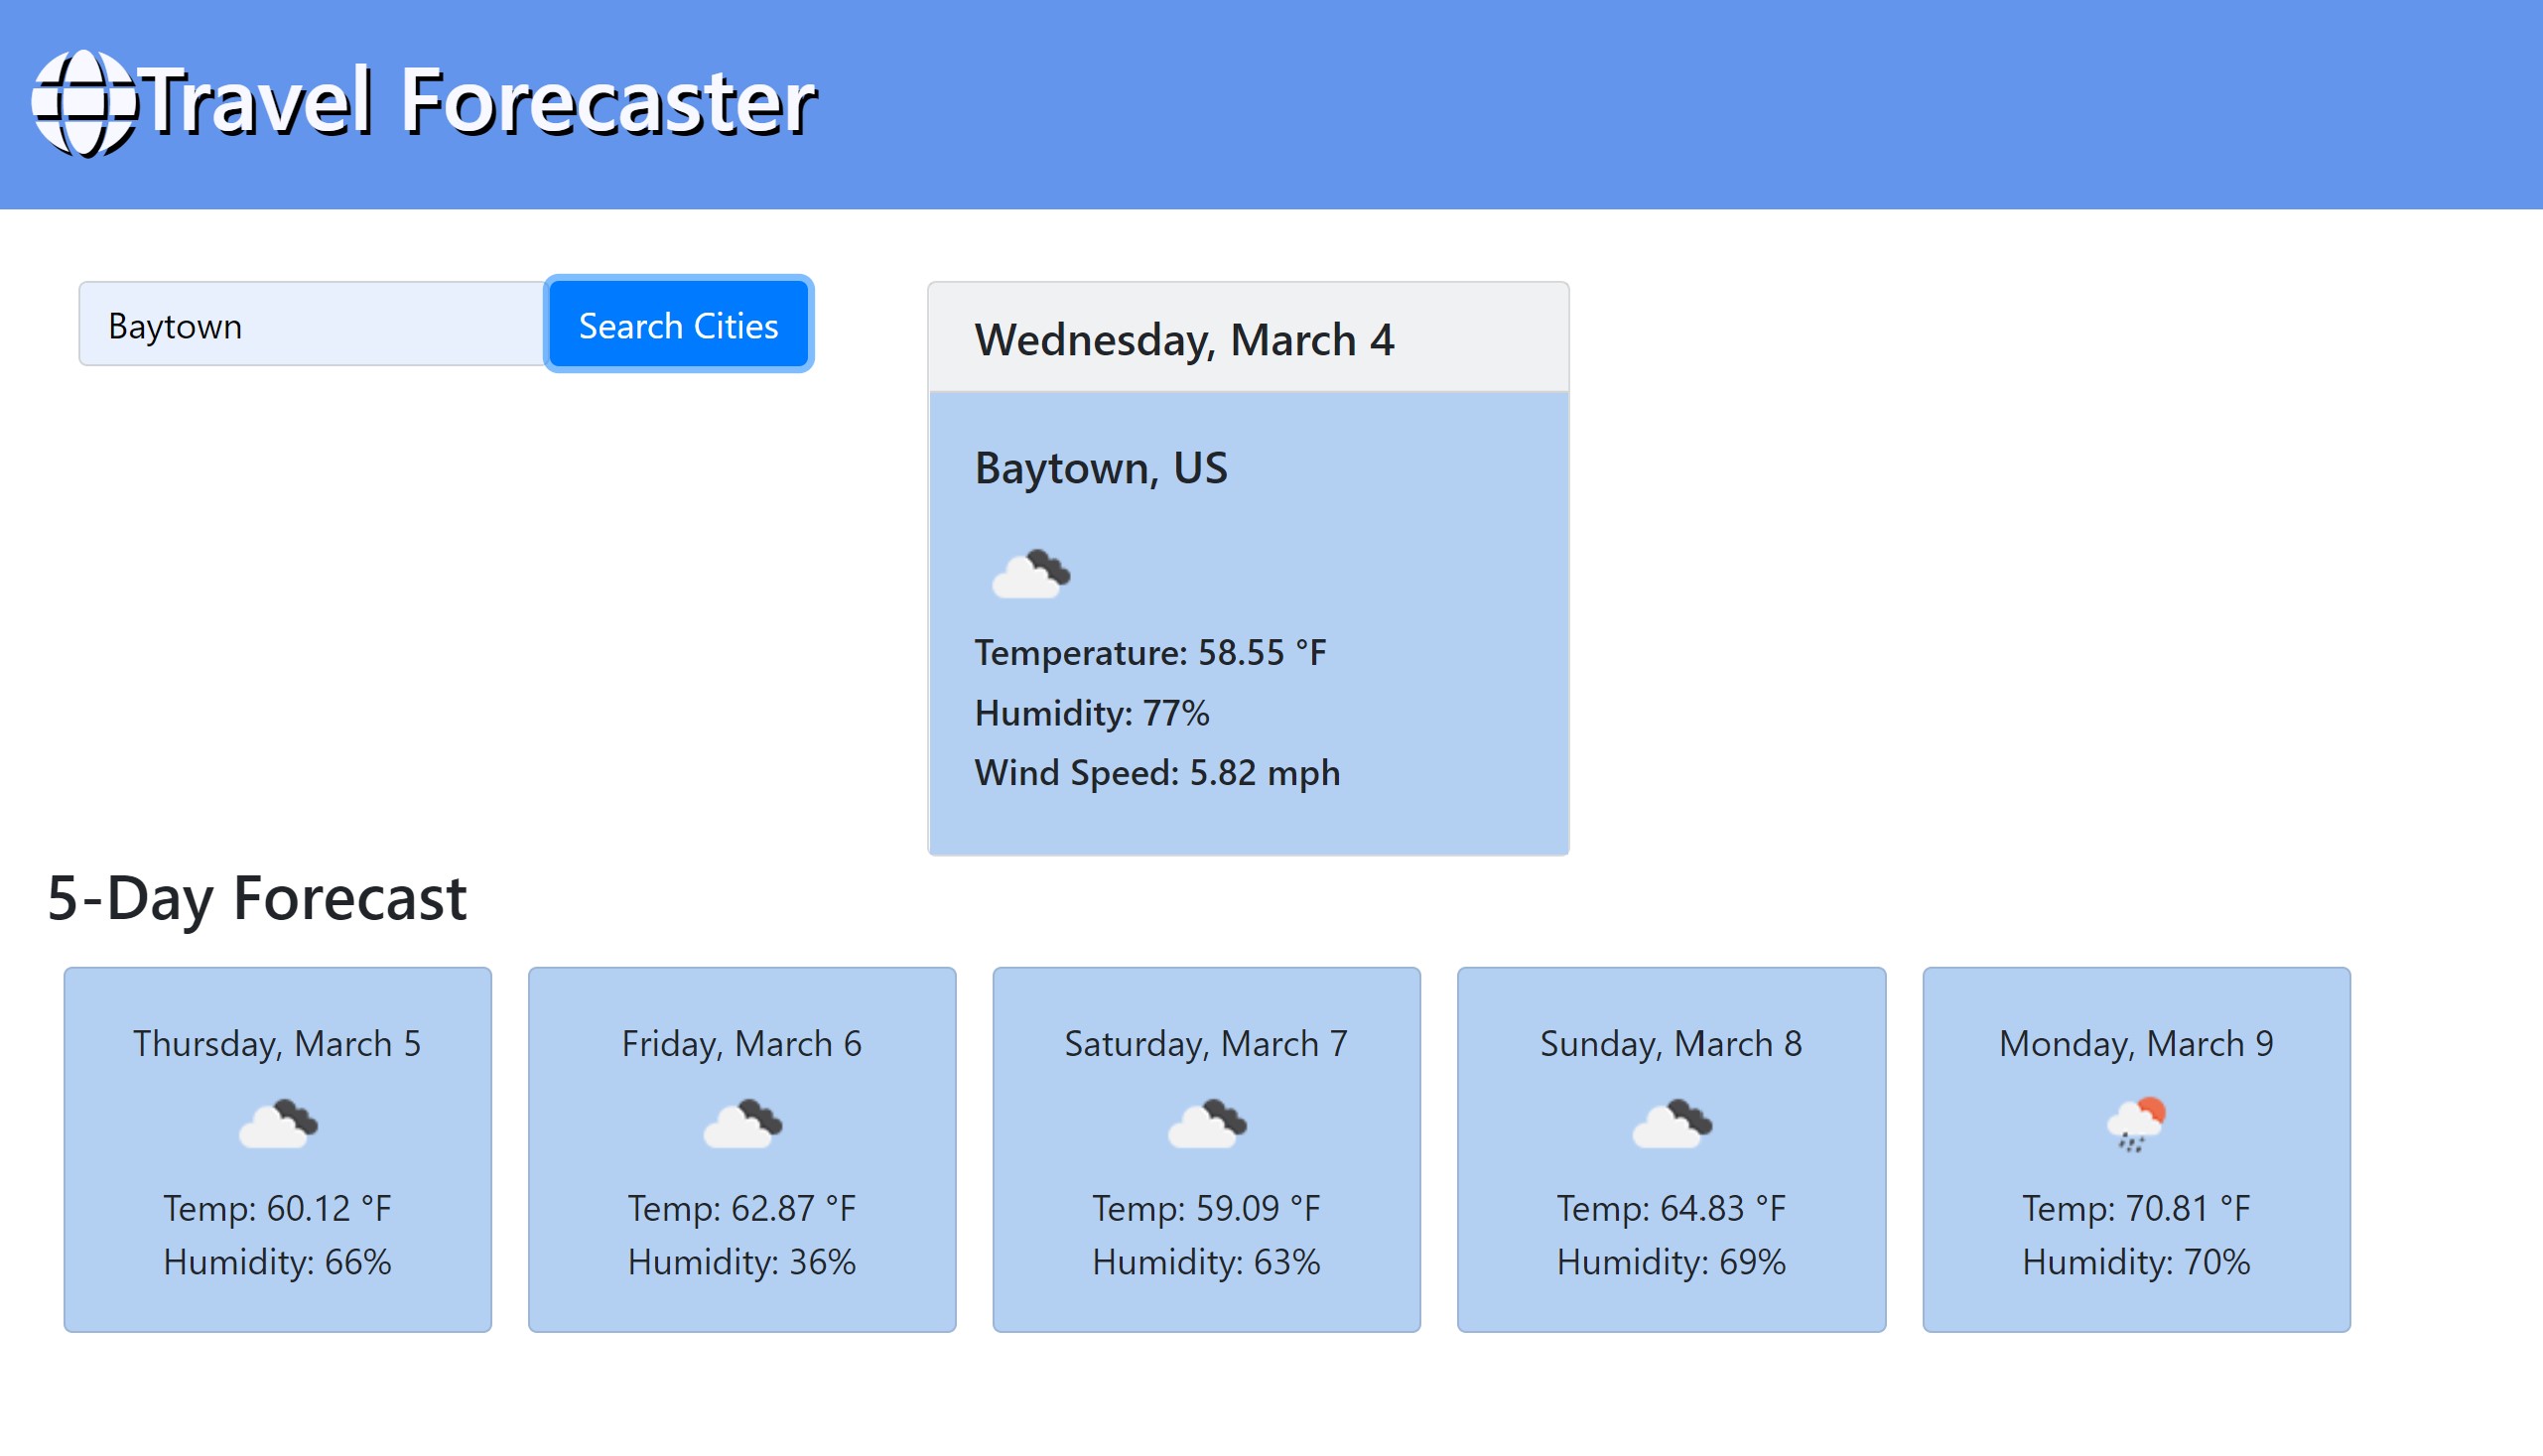 Travel Forecaster
Baytown
Search Cities
Wednesday, March 4
Baytown, US
Temperature: 58.55 °F
Humidity: 77%
Wind Speed: 5.82 mph
5-Day Forecast
Thursday, March 5
Temp: 60.12 °F
Humidity: 66%
Friday, March 6
Temp: 62.87 °F
Humidity: 36%
Saturday, March 7
Temp: 59.09 °F
Humidity: 63%
Sunday, March 8
Temp: 64.83 °F
Humidity: 69%
Monday, March 9
Temp: 70.81 °F
Humidity: 70%